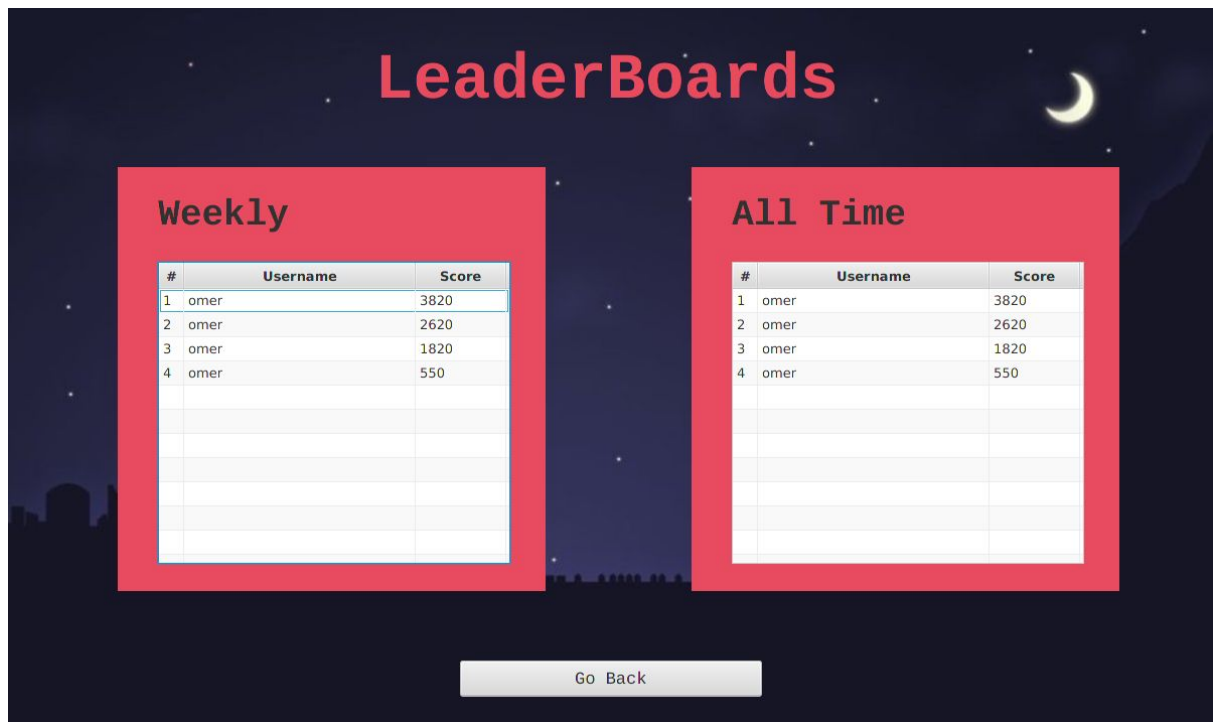 LeaderBoards
Weekly
# Username Score
1 omer 3820
2 omer 2620
3 omer 1820
4 omer 550
All Time
# Username Score
1 omer 3820
2 omer 2620
3 omer 1820
4 omer 550
Go Back